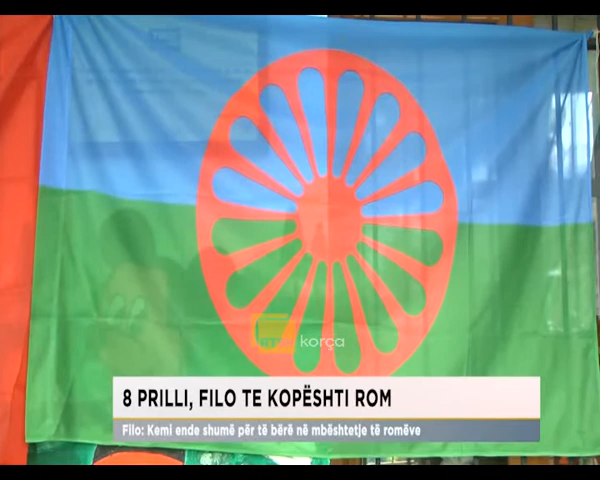 korça
8 PRILLI, FILO TE KOPËSHTI ROM
Filo: Kemi ende shumë për të bërë në mbështetje të romëve